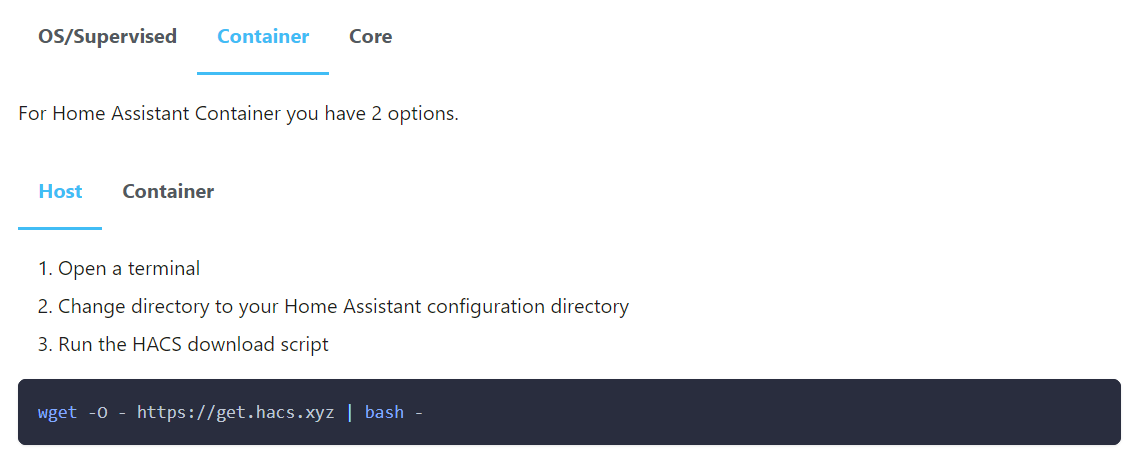 OS/Supervised Container Core
For Home Assistant Container you have 2 options.
Host Container
1. Open a terminal
2. Change directory to your Home Assistant configuration directory
3. Run the HACS download script
wget -O - https://get.hacs.xyz | bash -